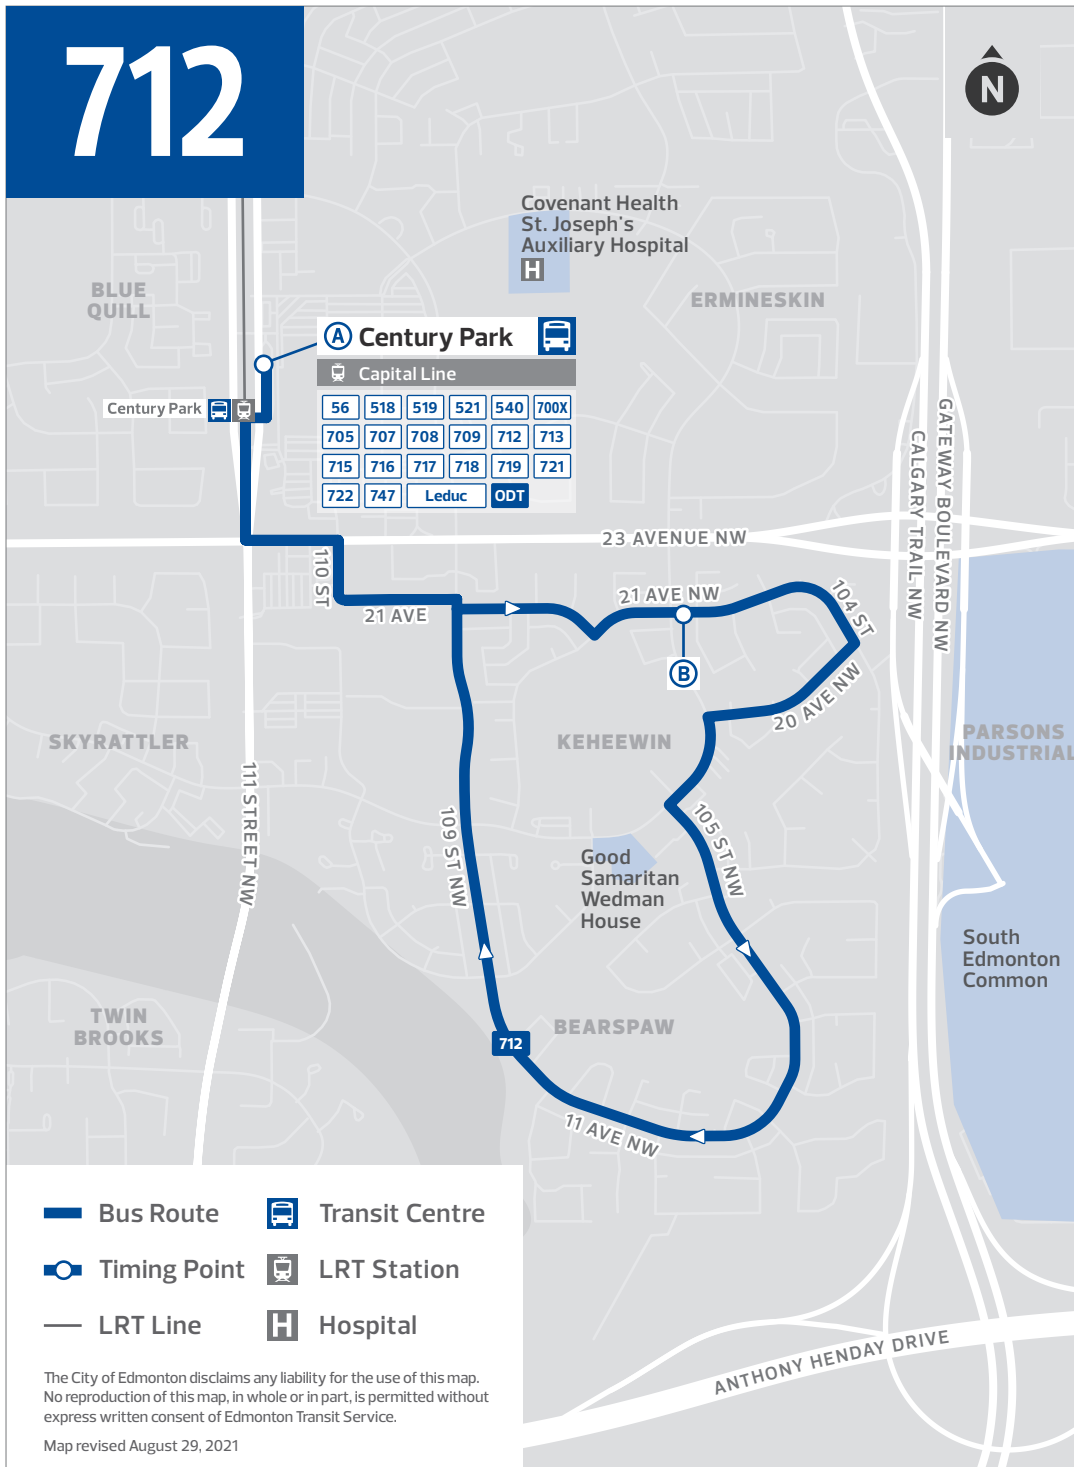 712
N
Covenant Health
St. Joseph's
Auxiliary Hospital
H
BLUE
QUILL
ERMINESKIN
A Century Park
Capital Line
Century Park
56 518 519 521 540 700X
705 707 708 709 712 713
715 716 717 718 719 721
722 747 Leduc ODT
GATEWAY BOULEVARD NW
CALGARY TRAIL NW
23 AVENUE NW
110 ST
21 AVE
21 AVE NW
104 ST
B
20 AVE NW
SKYRATTLER
KEHEEWIN
PARSONS
INDUSTRIAL
111 STREET NW
109 ST NW
105 ST NW
Good
Samaritan
Wedman
House
South
Edmonton
Common
TWIN
BROOKS
BEARSPAW
712
11 AVE NW
Bus Route
Transit Centre
Timing Point
LRT Station
LRT Line
H Hospital
ANTHONY HENDAY DRIVE
The City of Edmonton disclaims any liability for the use of this map.
No reproduction of this map, in whole or in part, is permitted without
express written consent of Edmonton Transit Service.
Map revised August 29, 2021